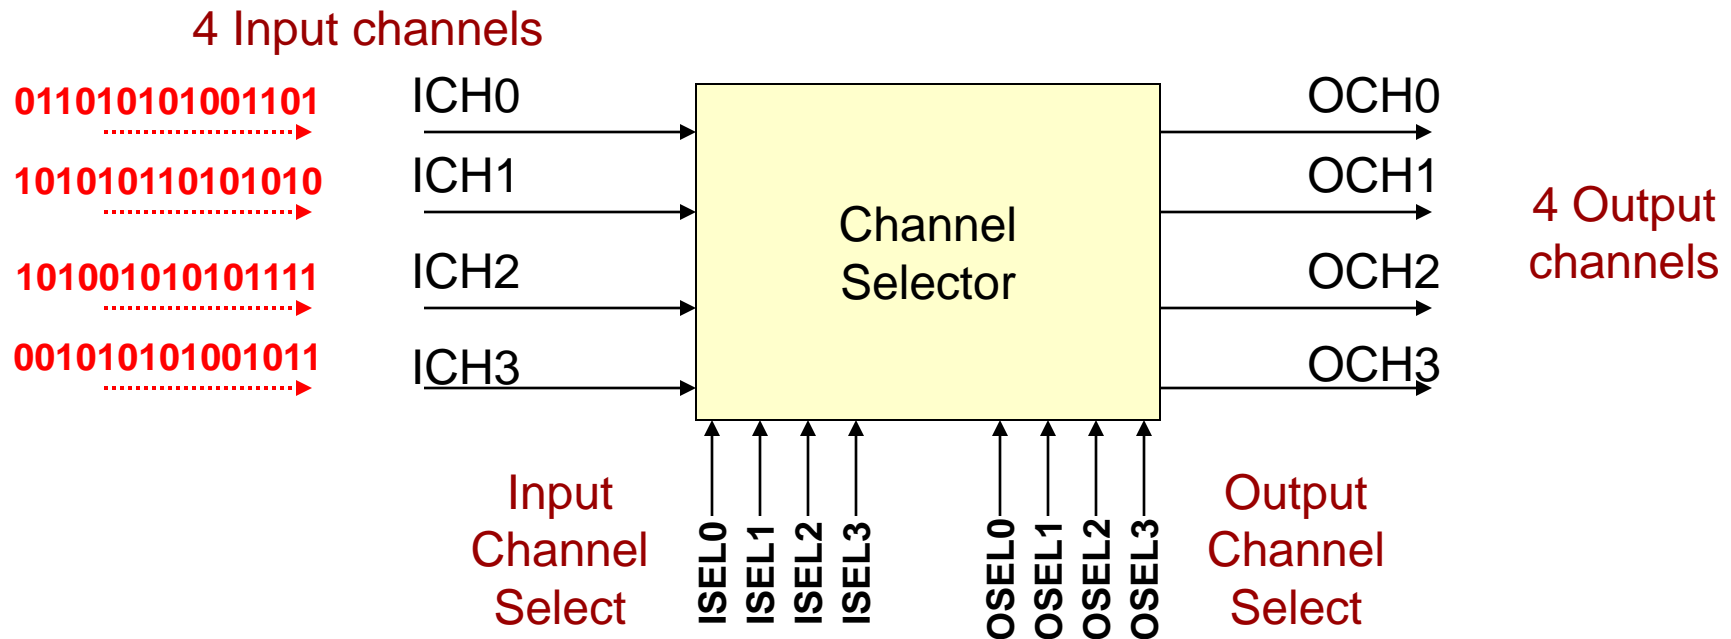 4 Input channels
011010101001101
ICH0
OCH0
101010110101010
ICH1
OCH1
101001010101111
ICH2
OCH2
001010101001011
ICH3
OCH3
Channel
Selector
4 Output
channels
Input
Channel
Select
ISEL0
ISEL1
ISEL2
ISEL3
OSEL0
OSEL1
OSEL2
OSEL3
Output
Channel
Select